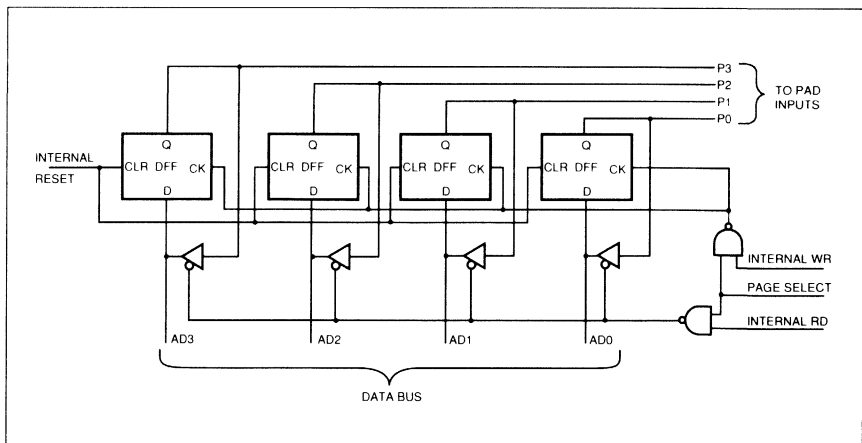 P3
P2
P1
P0
TO PAD
INPUTS
Q Q Q Q
INTERNAL
RESET
CLR DFF CK CLR DFF CK CLR DFF CK CLR DFF CK
D D D D
INTERNAL WR
PAGE SELECT
INTERNAL RD
AD3 AD2 AD1 AD0
DATA BUS